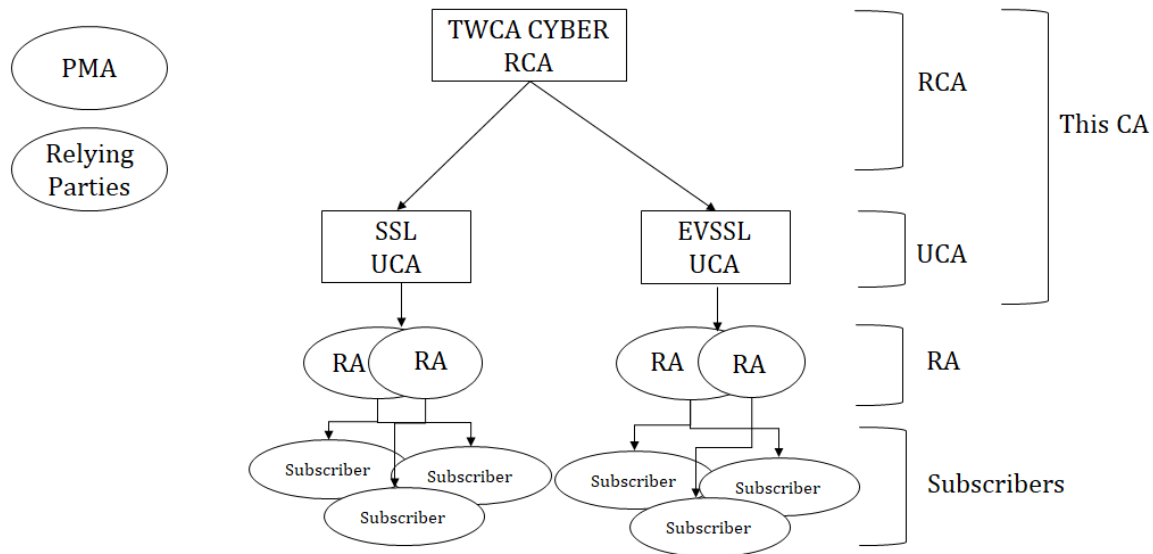 TWCA CYBER
RCA
PMA
RCA
This CA
Relying
Parties
SSL
UCA
EVSSL
UCA
UCA
RA
RA
RA
RA
RA
Subscriber
Subscriber
Subscriber
Subscriber
Subscriber
Subscriber
Subscribers